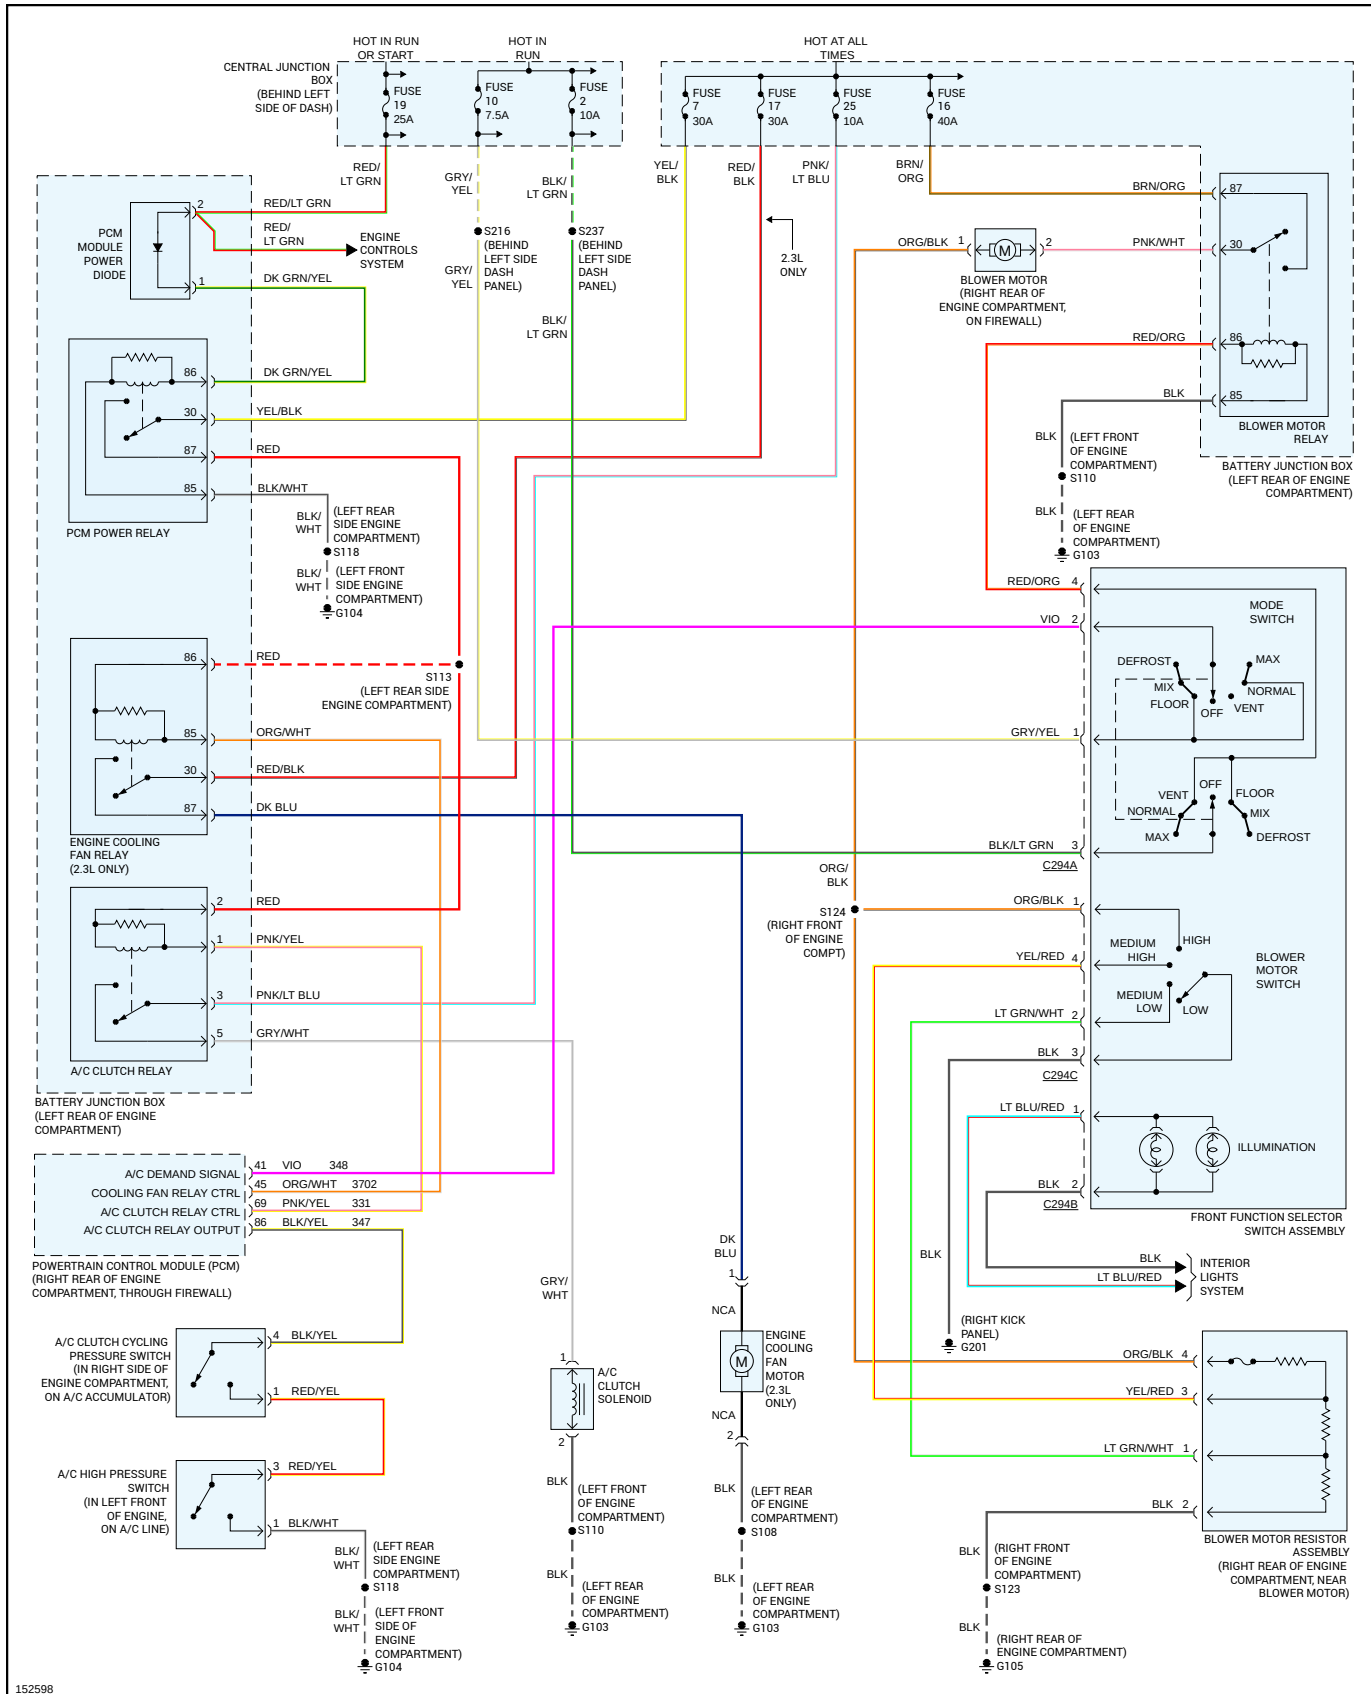 HOT IN RUN
OR START
HOT IN
RUN
HOT AT ALL
TIMES
CENTRAL JUNCTION
BOX
(BEHIND LEFT
SIDE OF DASH)
FUSE
19
25A
FUSE
10
7.5A
FUSE
2
10A
FUSE
7
30A
FUSE
17
30A
FUSE
25
10A
FUSE
16
40A
RED/
LT GRN
GRY/
YEL
BLK/
LT GRN
YEL/
BLK
RED/
BLK
PNK/
LT BLU
BRN/
ORG
PCM
MODULE
POWER
DIODE
2
RED/LT GRN
RED/
LT GRN
ENGINE
CONTROLS
SYSTEM
1
DK GRN/YEL
S216
(BEHIND
LEFT SIDE
DASH
PANEL)
GRY/
YEL
S237
(BEHIND
LEFT SIDE
DASH
PANEL)
BLK/
LT GRN
2.3L
ONLY
ORG/BLK
1
M
2
PNK/WHT
BLOWER MOTOR
(RIGHT REAR OF
ENGINE COMPARTMENT,
ON FIREWALL)
BRN/ORG
87
30
RED/ORG
86
BLK
85
BLOWER MOTOR
RELAY
BATTERY JUNCTION BOX
(LEFT REAR OF ENGINE
COMPARTMENT)
BLK
(LEFT FRONT
OF ENGINE
COMPARTMENT)
S110
BLK
(LEFT REAR
OF ENGINE
COMPARTMENT)
G103
86
DK GRN/YEL
30
YEL/BLK
87
RED
85
BLK/WHT
PCM POWER RELAY
BLK/
WHT
(LEFT REAR
SIDE ENGINE
COMPARTMENT)
S118
BLK/
WHT
(LEFT FRONT
SIDE ENGINE
COMPARTMENT)
G104
86
RED
S113
(LEFT REAR SIDE
ENGINE COMPARTMENT)
85
ORG/WHT
30
RED/BLK
87
DK BLU
ENGINE COOLING
FAN RELAY
(2.3L ONLY)
2
RED
1
PNK/YEL
3
PNK/LT BLU
5
GRY/WHT
A/C CLUTCH RELAY
BATTERY JUNCTION BOX
(LEFT REAR OF ENGINE
COMPARTMENT)
RED/ORG 4
VIO 2
GRY/YEL 1
BLK/LT GRN 3
C294A
MODE
SWITCH
DEFROST
MIX
FLOOR
OFF
VENT
NORMAL
MAX
VENT
NORMAL
MAX
OFF
FLOOR
MIX
DEFROST
ORG/
BLK
S124
(RIGHT FRONT
OF ENGINE
COMPT)
ORG/BLK 1
YEL/RED 4
LT GRN/WHT 2
BLK 3
C294C
MEDIUM
HIGH
HIGH
MEDIUM
LOW
LOW
BLOWER
MOTOR
SWITCH
LT BLU/RED 1
BLK 2
C294B
ILLUMINATION
FRONT FUNCTION SELECTOR
SWITCH ASSEMBLY
BLK
LT BLU/RED
INTERIOR
LIGHTS
SYSTEM
BLK
(RIGHT KICK
PANEL)
G201
A/C DEMAND SIGNAL
41 VIO 348
COOLING FAN RELAY CTRL
45 ORG/WHT 3702
A/C CLUTCH RELAY CTRL
69 PNK/YEL 331
A/C CLUTCH RELAY OUTPUT
86 BLK/YEL 347
POWERTRAIN CONTROL MODULE (PCM)
(RIGHT REAR OF ENGINE
COMPARTMENT, THROUGH FIREWALL)
A/C CLUTCH CYCLING
PRESSURE SWITCH
(IN RIGHT SIDE OF
ENGINE COMPARTMENT,
ON A/C ACCUMULATOR)
4 BLK/YEL
1 RED/YEL
A/C HIGH PRESSURE
SWITCH
(IN LEFT FRONT
OF ENGINE,
ON A/C LINE)
3 RED/YEL
1 BLK/WHT
BLK/
WHT
(LEFT REAR
SIDE ENGINE
COMPARTMENT)
S118
BLK/
WHT
(LEFT FRONT
SIDE OF
ENGINE
COMPARTMENT)
G104
GRY/
WHT
1
A/C
CLUTCH
SOLENOID
2
BLK
(LEFT FRONT
OF ENGINE
COMPARTMENT)
S110
BLK
(LEFT REAR
OF ENGINE
COMPARTMENT)
G103
DK
BLU
1
NCA
M
ENGINE
COOLING
FAN
MOTOR
(2.3L
ONLY)
NCA
2
BLK
(LEFT REAR
OF ENGINE
COMPARTMENT)
S108
BLK
(LEFT REAR
OF ENGINE
COMPARTMENT)
G103
ORG/BLK 4
YEL/RED 3
LT GRN/WHT 1
BLK 2
BLOWER MOTOR RESISTOR
ASSEMBLY
(RIGHT REAR OF ENGINE
COMPARTMENT, NEAR
BLOWER MOTOR)
BLK
(RIGHT FRONT
OF ENGINE
COMPARTMENT)
S123
BLK
(RIGHT REAR OF
ENGINE COMPARTMENT)
G105
152598